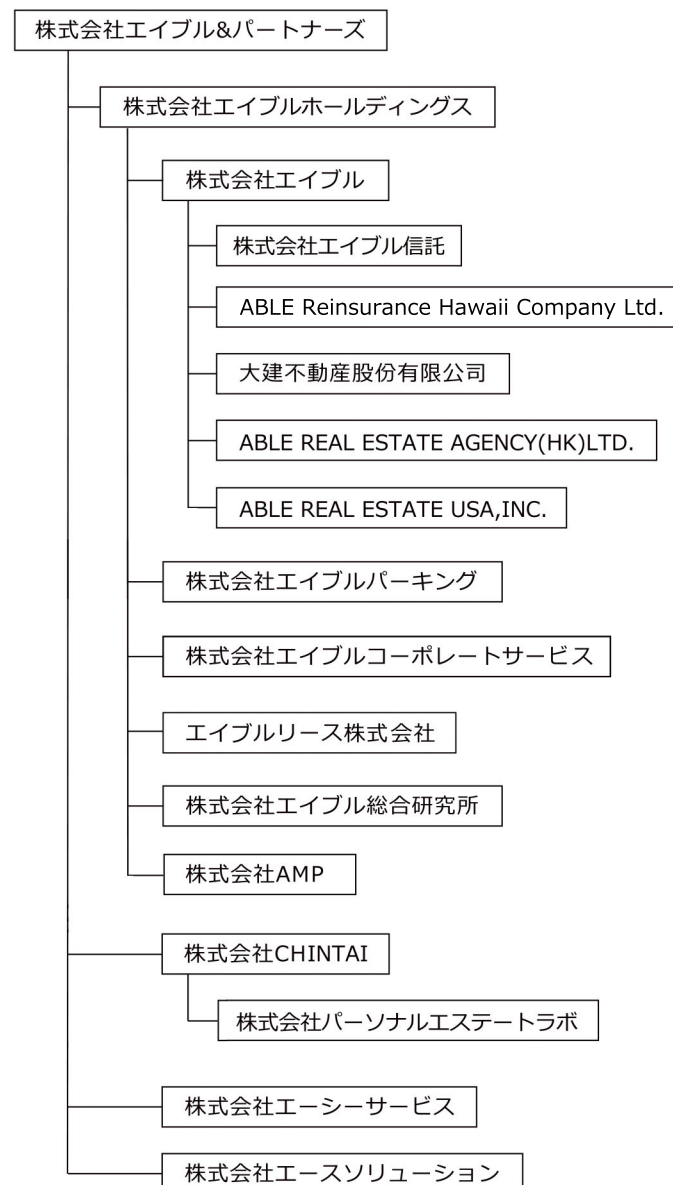 株式会社エイブル&パートナーズ
株式会社エイブルホールディングス
株式会社エイブル
株式会社エイブル信託
ABLE Reinsurance Hawaii Company Ltd.
大建不動産股份有限公司
ABLE REAL ESTATE AGENCY(HK)LTD.
ABLE REAL ESTATE USA,INC.
株式会社エイブルパーキング
株式会社エイブルコーポレートサービス
エイブルリース株式会社
株式会社エイブル総合研究所
株式会社AMP
株式会社CHINTAI
株式会社パーソナルエステートラボ
株式会社エーシーサービス
株式会社エースソリューション